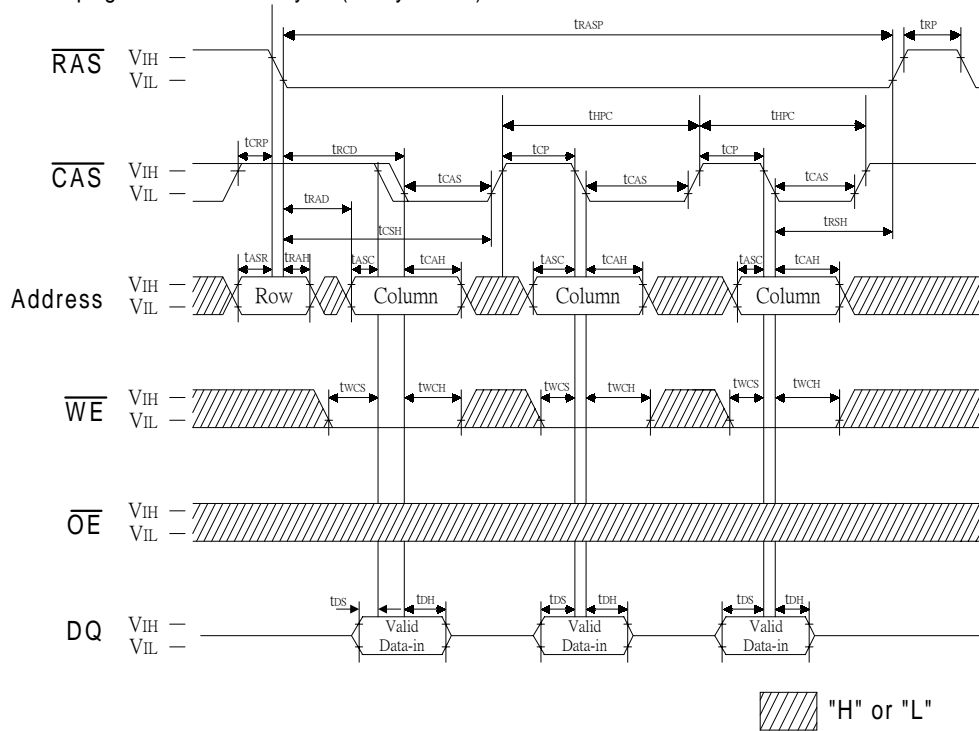 tRASP
tRP
RAS
VIH
VIL
tHPC
tHPC
tCRP
tRCD
tCP
tCP
CAS
VIH
VIL
tCAS
tCAS
tCAS
tRAD
tCSH
tRSH
tASR
tRAH
tASC
tCAH
tASC
tCAH
tASC
tCAH
Address
VIH
VIL
Row
Column
Column
Column
tWCS
tWCH
tWCS
tWCH
tWCS
tWCH
WE
VIH
VIL
OE
VIH
VIL
tDS
tDH
tDS
tDH
tDS
tDH
DQ
VIH
VIL
Valid
Data-in
Valid
Data-in
Valid
Data-in
"H" or "L"